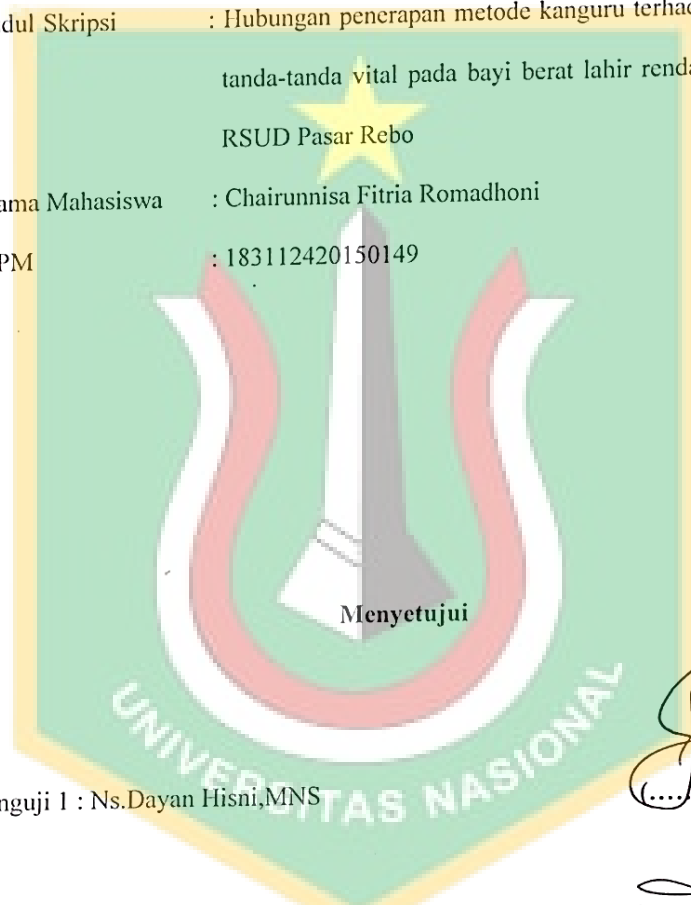 dul Skripsi : Hubungan penerapan metode kanguru terhad
tanda-tanda vital pada bayi berat lahir renda
RSUD Pasar Rebo
ama Mahasiswa : Chairunnisa Fitria Romadhoni
PM : 183112420150149
Menyetujui
UNIVERSITAS NASIONAL
nguji 1 : Ns.Dayan Hisni,MNS
(.....